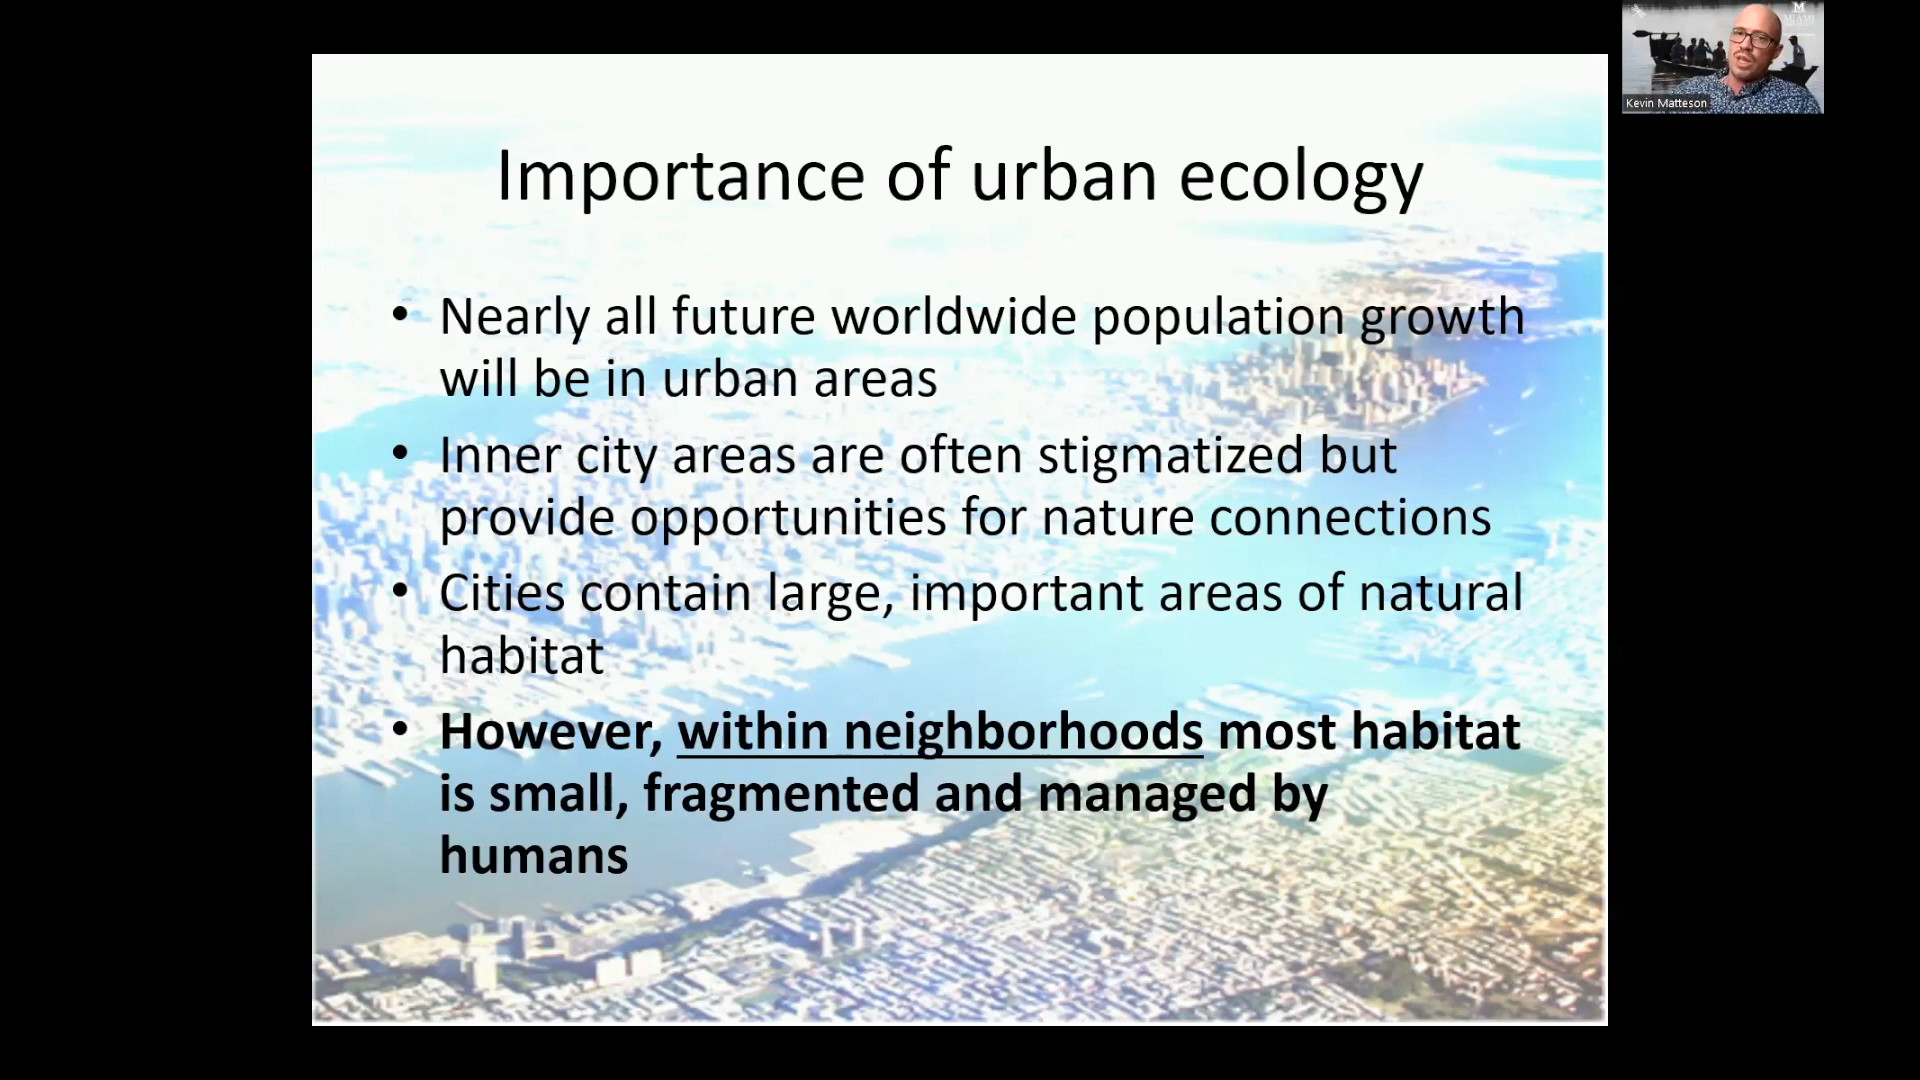 Importance of urban ecology
• Nearly all future worldwide population growth
will be in urban areas
• Inner city areas are often stigmatized but
provide opportunities for nature connections
• Cities contain large, important areas of natural
habitat
• However, within neighborhoods most habitat
is small, fragmented and managed by
humans
M
MIAMI
Kevin Matteson